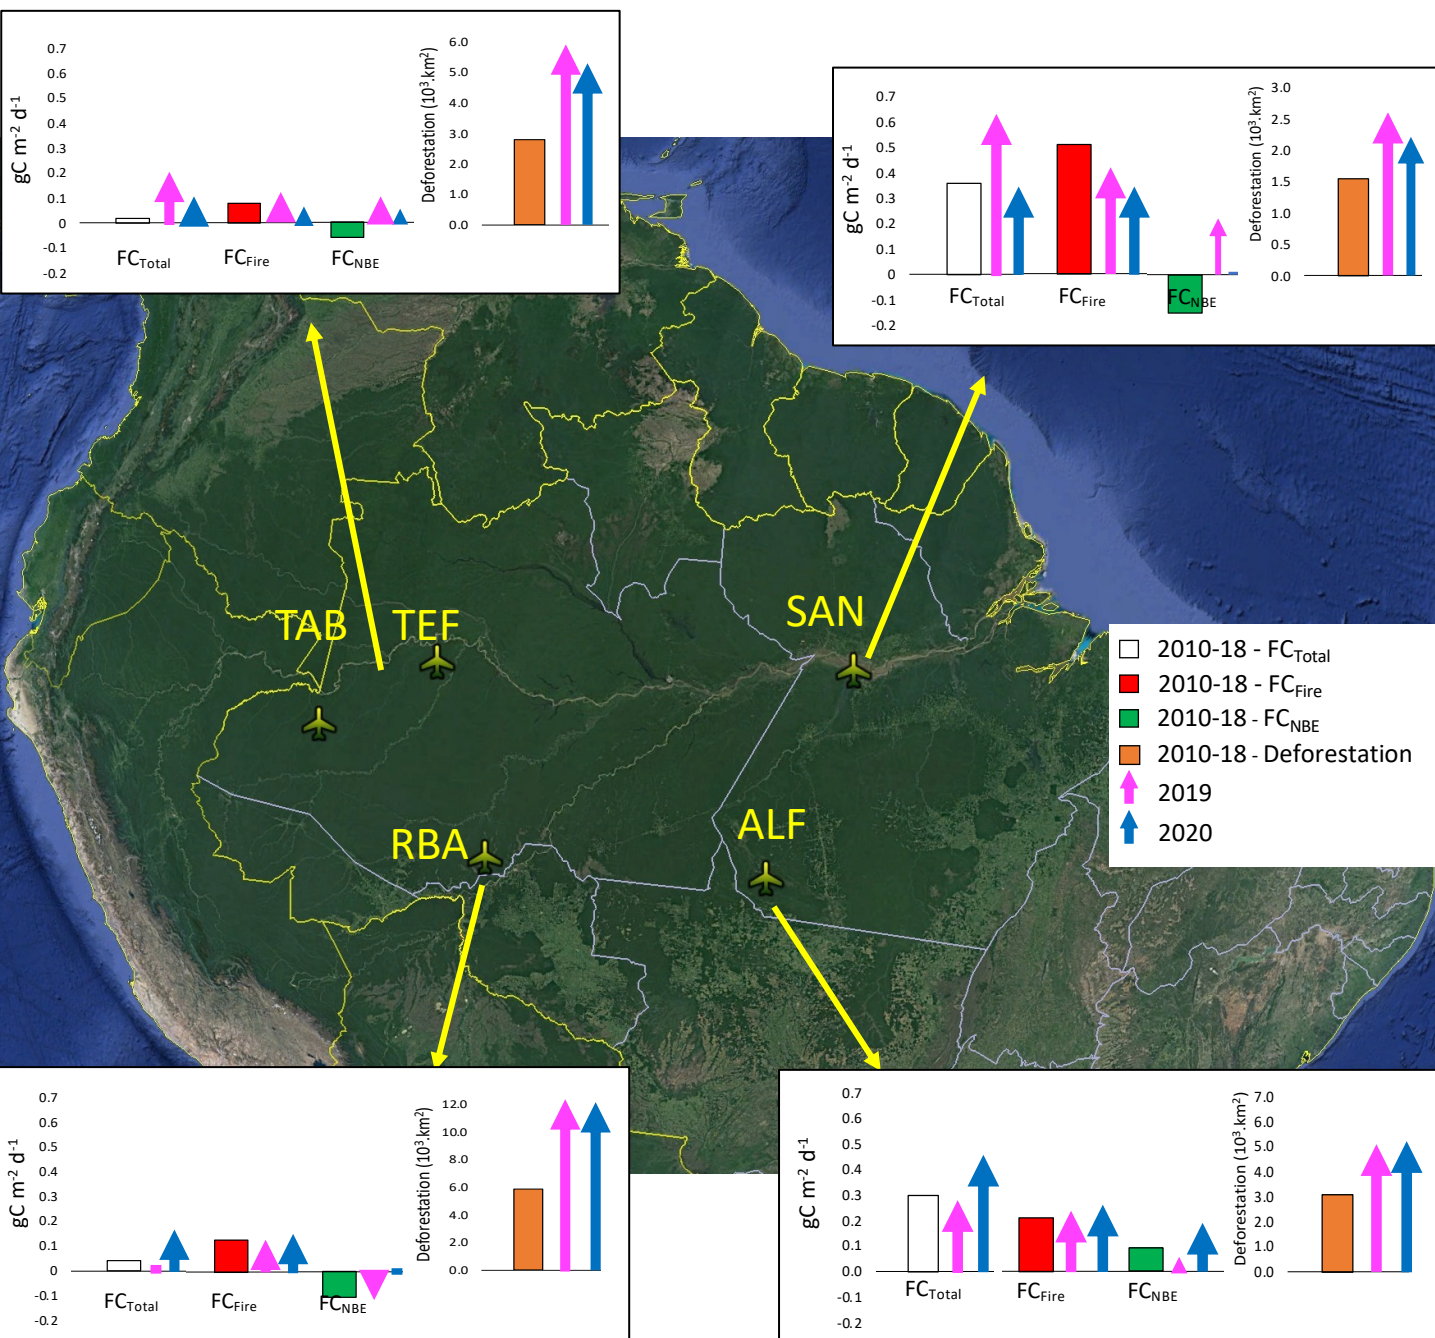 gC m-2 d-1
0.7
0.6
0.5
0.4
0.3
0.2
0.1
0
-0.1
-0.2
FCTotal
FCFire
FCNBE
Deforestation (10³.km²)
6.0
5.0
4.0
3.0
2.0
1.0
0.0
gC m-2 d-1
0.7
0.6
0.5
0.4
0.3
0.2
0.1
0
-0.1
-0.2
FCTotal
FCFire
FCNBE
Deforestation (10³.km²)
3.0
2.5
2.0
1.5
1.0
0.5
0.0
TAB
TEF
SAN
RBA
ALF
2010-18 - FCTotal
2010-18 - FCFire
2010-18 - FCNBE
2010-18 - Deforestation
2019
2020
gC m-2 d-1
0.7
0.6
0.5
0.4
0.3
0.2
0.1
0
-0.1
-0.2
FCTotal
FCFire
FCNBE
Deforestation (10³.km²)
12.0
10.0
8.0
6.0
4.0
2.0
0.0
gC m-2 d-1
0.7
0.6
0.5
0.4
0.3
0.2
0.1
0.0
-0.1
-0.2
FCTotal
FCFire
FCNBE
Deforestation (10³.km²)
7.0
6.0
5.0
4.0
3.0
2.0
1.0
0.0